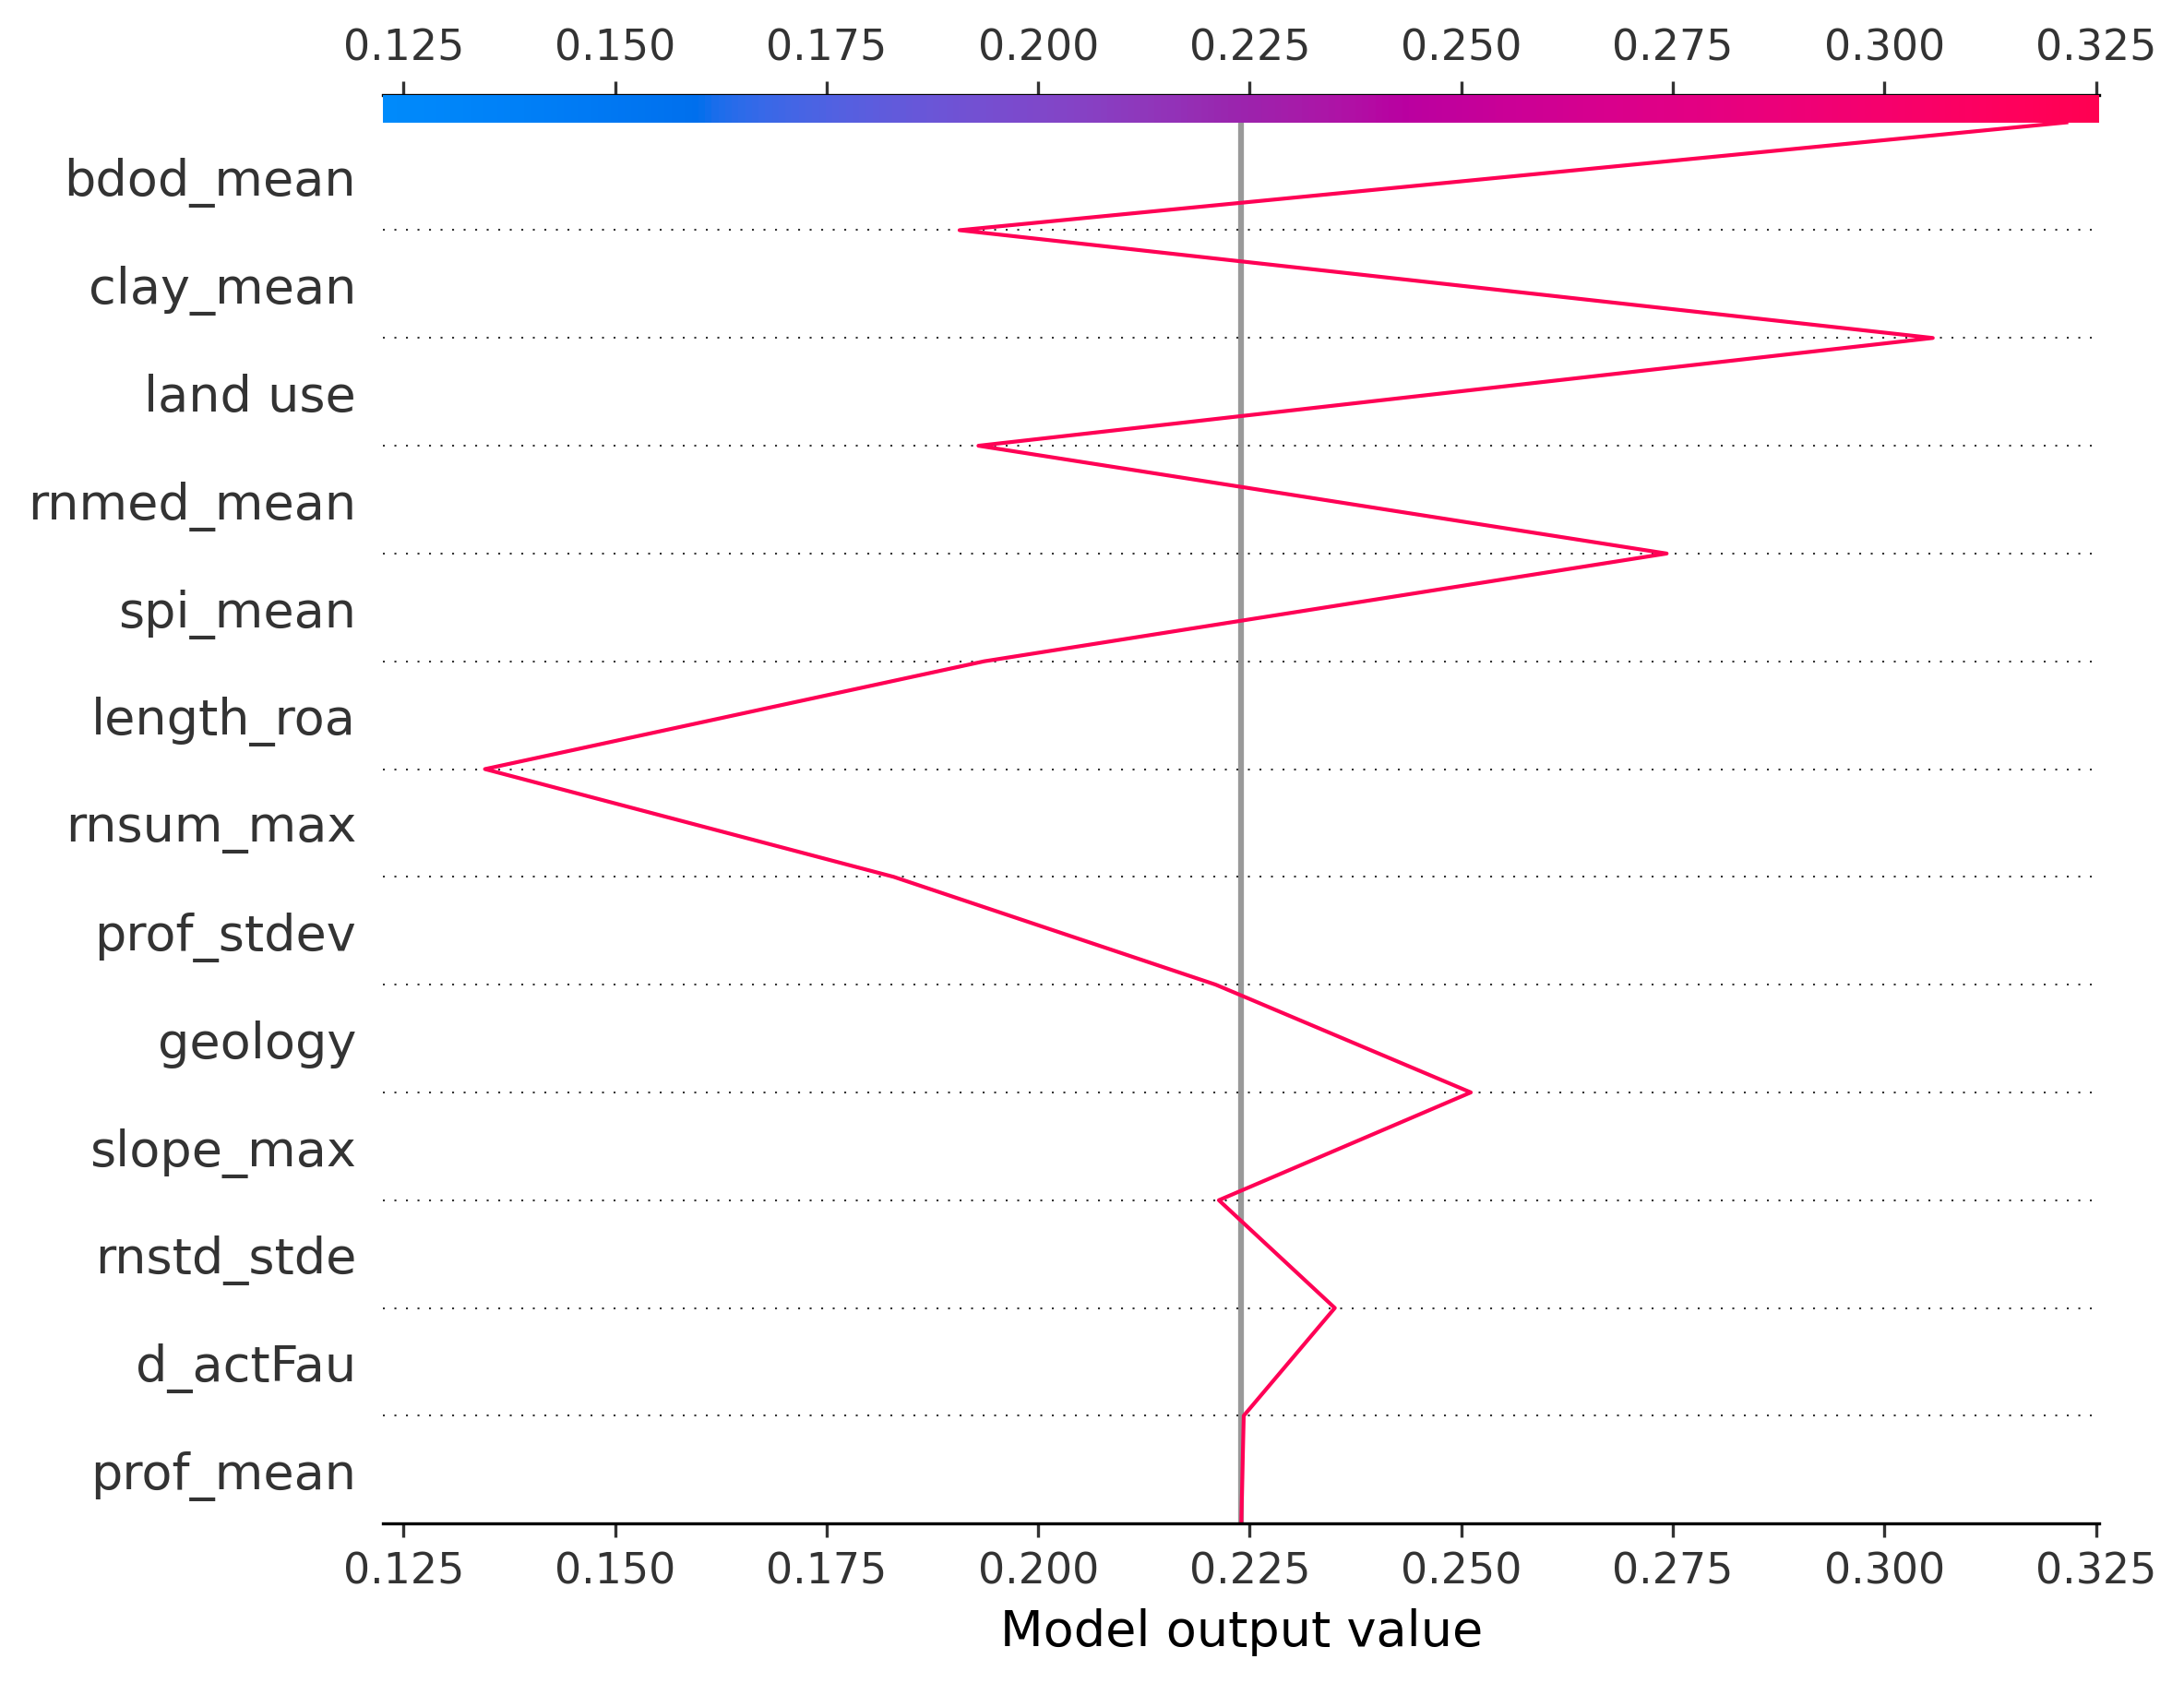 0.125 0.150 0.175 0.200 0.225 0.250 0.275 0.300 0.325
bdod_mean
clay_mean
land use
rnmed_mean
spi_mean
length_roa
rnsum_max
prof_stdev
geology
slope_max
rnstd_stde
d_actFau
prof_mean
0.125 0.150 0.175 0.200 0.225 0.250 0.275 0.300 0.325
Model output value